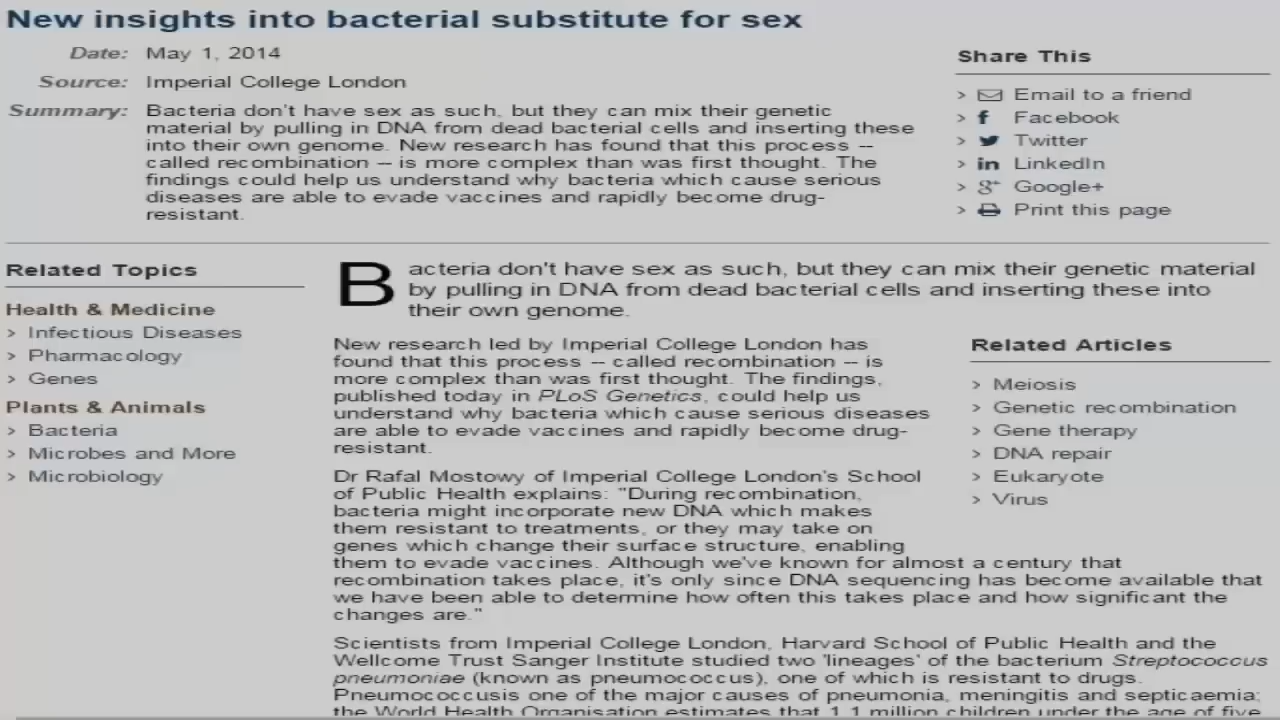 New insights into bacterial substitute for sex
Date: May 1, 2014
Source: Imperial College London
Summary: Bacteria don't have sex as such, but they can mix their genetic
material by pulling in DNA from dead bacterial cells and inserting these
into their own genome. New research has found that this process --
called recombination -- is more complex than was first thought. The
findings could help us understand why bacteria which cause serious
diseases are able to evade vaccines and rapidly become drug-
resistant.
Share This
> Email to a friend
> Facebook
> Twitter
> LinkedIn
> Google+
> Print this page
Related Topics
Health & Medicine
> Infectious Diseases
> Pharmacology
> Genes
Plants & Animals
> Bacteria
> Microbes and More
> Microbiology
Bacteria don't have sex as such, but they can mix their genetic material
by pulling in DNA from dead bacterial cells and inserting these into
their own genome.
New research led by Imperial College London has
found that this process -- called recombination -- is
more complex than was first thought. The findings,
published today in PLoS Genetics, could help us
understand why bacteria which cause serious diseases
are able to evade vaccines and rapidly become drug-
resistant.
Related Articles
> Meiosis
> Genetic recombination
> Gene therapy
> DNA repair
> Eukaryote
> Virus
Dr Rafal Mostowy of Imperial College London's School
of Public Health explains: "During recombination,
bacteria might incorporate new DNA which makes
them resistant to treatments, or they may take on
genes which change their surface structure, enabling
them to evade vaccines. Although we've known for almost a century that
recombination takes place, it's only since DNA sequencing has become available that
we have been able to determine how often this takes place and how significant the
changes are."
Scientists from Imperial College London, Harvard School of Public Health and the
Wellcome Trust Sanger Institute studied two 'lineages' of the bacterium Streptococcus
pneumoniae (known as pneumococcus), one of which is resistant to drugs.
Pneumococcusis one of the major causes of pneumonia, meningitis and septicaemia;
the World Health Organisation estimates that 1.1 million children under the age of five